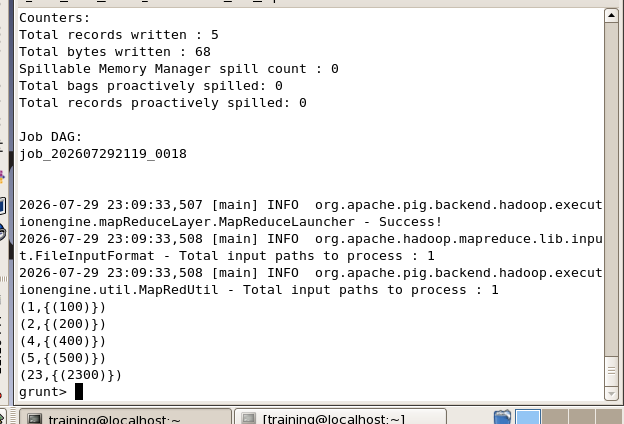 Counters:
Total records written : 5
Total bytes written : 68
Spillable Memory Manager spill count : 0
Total bags proactively spilled: 0
Total records proactively spilled: 0
Job DAG:
job_202607292119_0018
2026-07-29 23:09:33,507 [main] INFO  org.apache.pig.backend.hadoop.execut
ionengine.mapReduceLayer.MapReduceLauncher - Success!
2026-07-29 23:09:33,508 [main] INFO  org.apache.hadoop.mapreduce.lib.inpu
t.FileInputFormat - Total input paths to process : 1
2026-07-29 23:09:33,508 [main] INFO  org.apache.pig.backend.hadoop.execut
ionengine.util.MapRedUtil - Total input paths to process : 1
(1,{(100)})
(2,{(200)})
(4,{(400)})
(5,{(500)})
(23,{(2300)})
grunt>
training@localhost:~
[training@localhost:~]